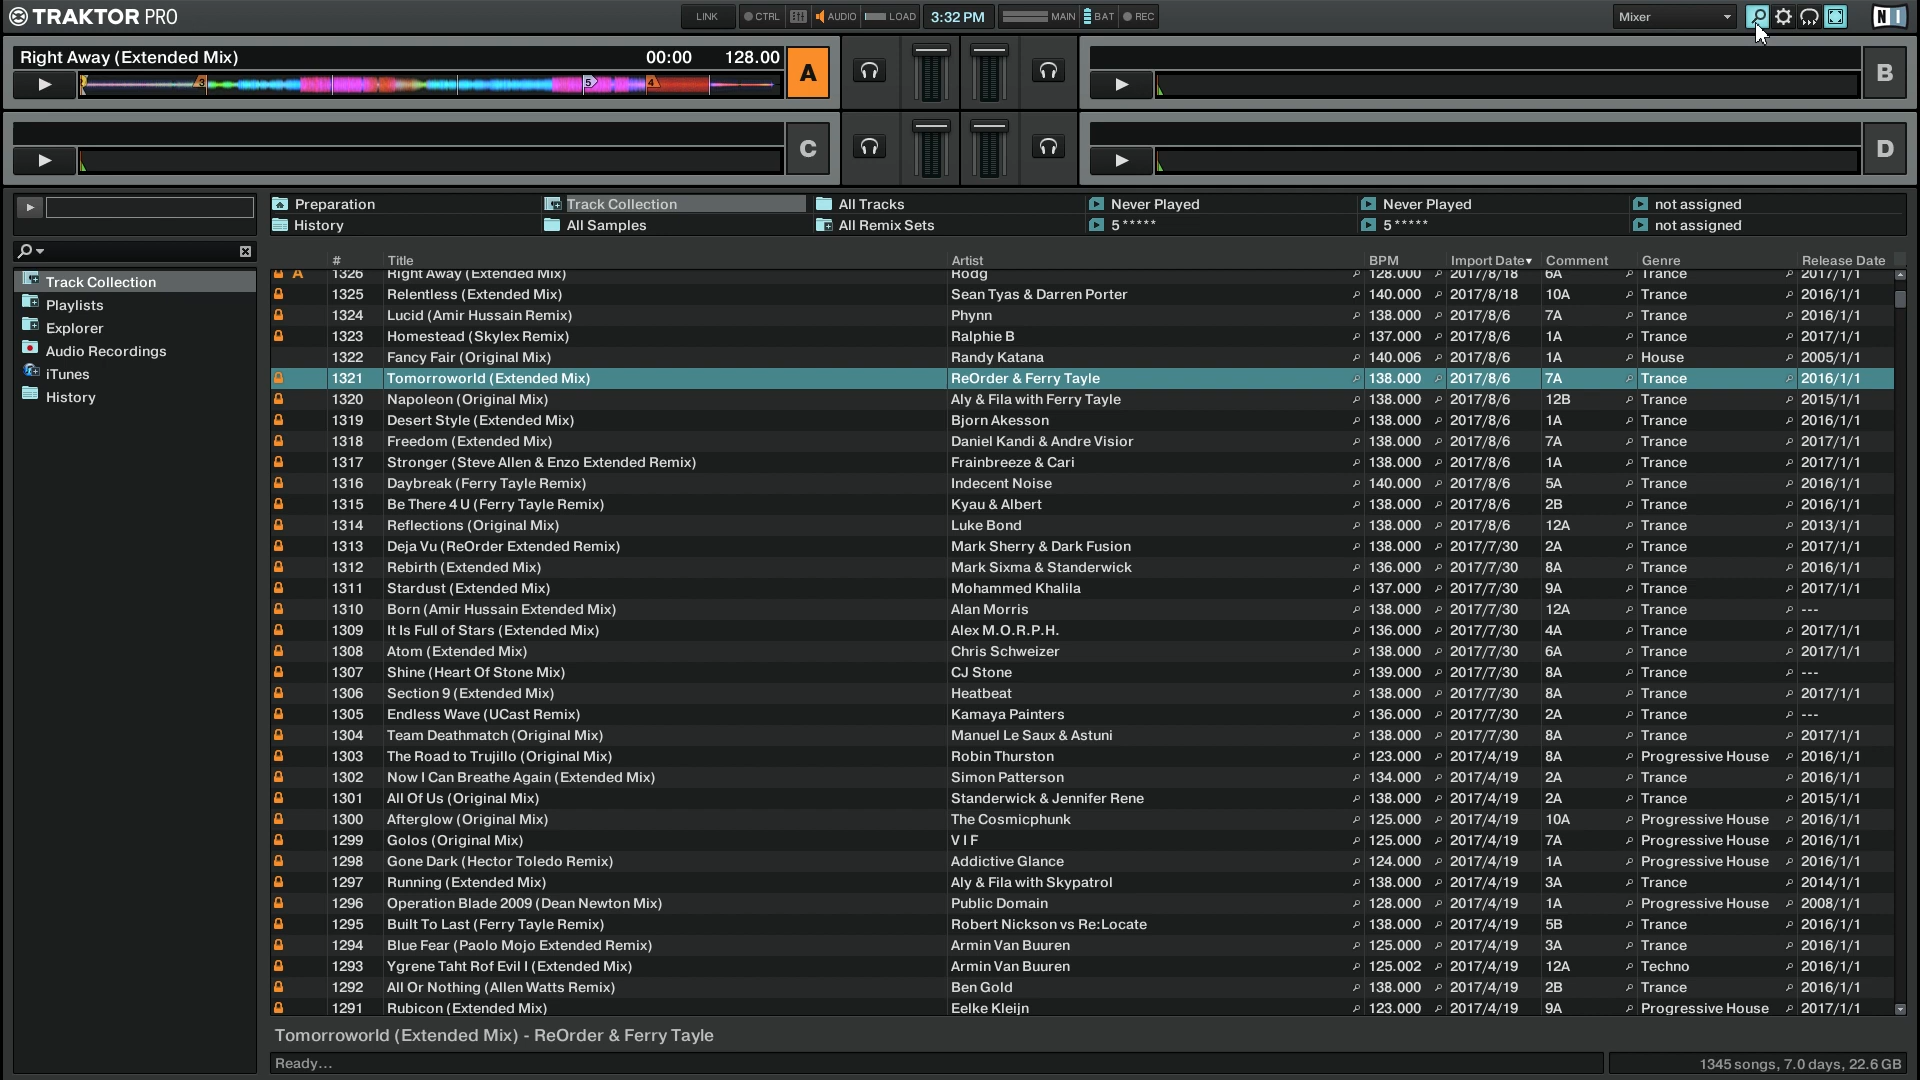 TRAKTOR PRO LINK CTRL AUDIO LOAD 3:32 PM MAIN BAT REC Mixer
Right Away (Extended Mix) 00:00 128.00 A B
3 5 4
C D
Preparation Track Collection All Tracks Never Played Never Played not assigned
History All Samples All Remix Sets 5***** 5***** not assigned
Track Collection
Playlists
Explorer
Audio Recordings
iTunes
History
# Title Artist BPM Import Date Comment Genre Release Date
A 1326 Right Away (Extended Mix) Rodg 128.000 2017/8/18 6A Trance 2017/1/1
1325 Relentless (Extended Mix) Sean Tyas & Darren Porter 140.000 2017/8/18 10A Trance 2016/1/1
1324 Lucid (Amir Hussain Remix) Phynn 138.000 2017/8/6 7A Trance 2016/1/1
1323 Homestead (Skylex Remix) Ralphie B 137.000 2017/8/6 1A Trance 2017/1/1
1322 Fancy Fair (Original Mix) Randy Katana 140.006 2017/8/6 1A House 2005/1/1
1321 Tomorroworld (Extended Mix) ReOrder & Ferry Tayle 138.000 2017/8/6 7A Trance 2016/1/1
1320 Napoleon (Original Mix) Aly & Fila with Ferry Tayle 138.000 2017/8/6 12B Trance 2015/1/1
1319 Desert Style (Extended Mix) Bjorn Akesson 138.000 2017/8/6 1A Trance 2017/1/1
1318 Freedom (Extended Mix) Daniel Kandi & Andre Visior 138.000 2017/8/6 7A Trance 2017/1/1
1317 Stronger (Steve Allen & Enzo Extended Remix) Frainbreeze & Cari 138.000 2017/8/6 1A Trance 2017/1/1
1316 Daybreak (Ferry Tayle Remix) Indecent Noise 140.000 2017/8/6 5A Trance 2016/1/1
1315 Be There 4 U (Ferry Tayle Remix) Kyau & Albert 138.000 2017/8/6 2B Trance 2016/1/1
1314 Reflections (Original Mix) Luke Bond 138.000 2017/8/6 12A Trance 2013/1/1
1313 Deja Vu (ReOrder Extended Remix) Mark Sherry & Dark Fusion 138.000 2017/7/30 2A Trance 2017/1/1
1312 Rebirth (Extended Mix) Mark Sixma & Standerwick 136.000 2017/7/30 8A Trance 2017/1/1
1311 Stardust (Extended Mix) Mohammed Khalila 137.000 2017/7/30 9A Trance 2017/1/1
1310 Born (Amir Hussain Extended Mix) Alan Morris 138.000 2017/7/30 12A Trance ---
1309 It Is Full of Stars (Extended Mix) Alex M.O.R.P.H. 136.000 2017/7/30 4A Trance 2017/1/1
1308 Atom (Extended Mix) Chris Schweizer 138.000 2017/7/30 6A Trance 2017/1/1
1307 Shine (Heart Of Stone Mix) CJ Stone 139.000 2017/7/30 8A Trance ---
1306 Section 9 (Extended Mix) Heatbeat 138.000 2017/7/30 8A Trance 2017/1/1
1305 Endless Wave (UCast Remix) Kamaya Painters 136.000 2017/7/30 2A Trance ---
1304 Team Deathmatch (Original Mix) Manuel Le Saux & Astuni 138.000 2017/7/30 8A Trance 2017/1/1
1303 The Road to Trujillo (Original Mix) Robin Thurston 123.000 2017/4/19 8A Progressive House 2016/1/1
1302 Now I Can Breathe Again (Extended Mix) Simon Patterson 134.000 2017/4/19 2A Trance 2016/1/1
1301 All Of Us (Original Mix) Standerwick & Jennifer Rene 138.000 2017/4/19 2A Trance 2015/1/1
1300 Afterglow (Original Mix) The Cosmicphunk 125.000 2017/4/19 10A Progressive House 2016/1/1
1299 Golos (Original Mix) V I F 125.000 2017/4/19 7A Progressive House 2016/1/1
1298 Gone Dark (Hector Toledo Remix) Addictive Glance 124.000 2017/4/19 1A Progressive House 2016/1/1
1297 Running (Extended Mix) Aly & Fila with Skypatrol 138.000 2017/4/19 3A Trance 2014/1/1
1296 Operation Blade 2009 (Dean Newton Mix) Public Domain 128.000 2017/4/19 1A Progressive House 2008/1/1
1295 Built To Last (Ferry Tayle Remix) Robert Nickson vs Re:Locate 138.000 2017/4/19 5B Trance 2016/1/1
1294 Blue Fear (Paolo Mojo Extended Remix) Armin Van Buuren 125.000 2017/4/19 3A Trance 2016/1/1
1293 Ygrene Taht Rof Evil I (Extended Mix) Armin Van Buuren 125.002 2017/4/19 12A Techno 2016/1/1
1292 All Or Nothing (Allen Watts Remix) Ben Gold 138.000 2017/4/19 2B Trance 2016/1/1
1291 Rubicon (Extended Mix) Eelke Kleijn 123.000 2017/4/19 9A Progressive House 2017/1/1
Tomorroworld (Extended Mix) - ReOrder & Ferry Tayle
Ready... 1345 songs, 7.0 days, 22.6 GB